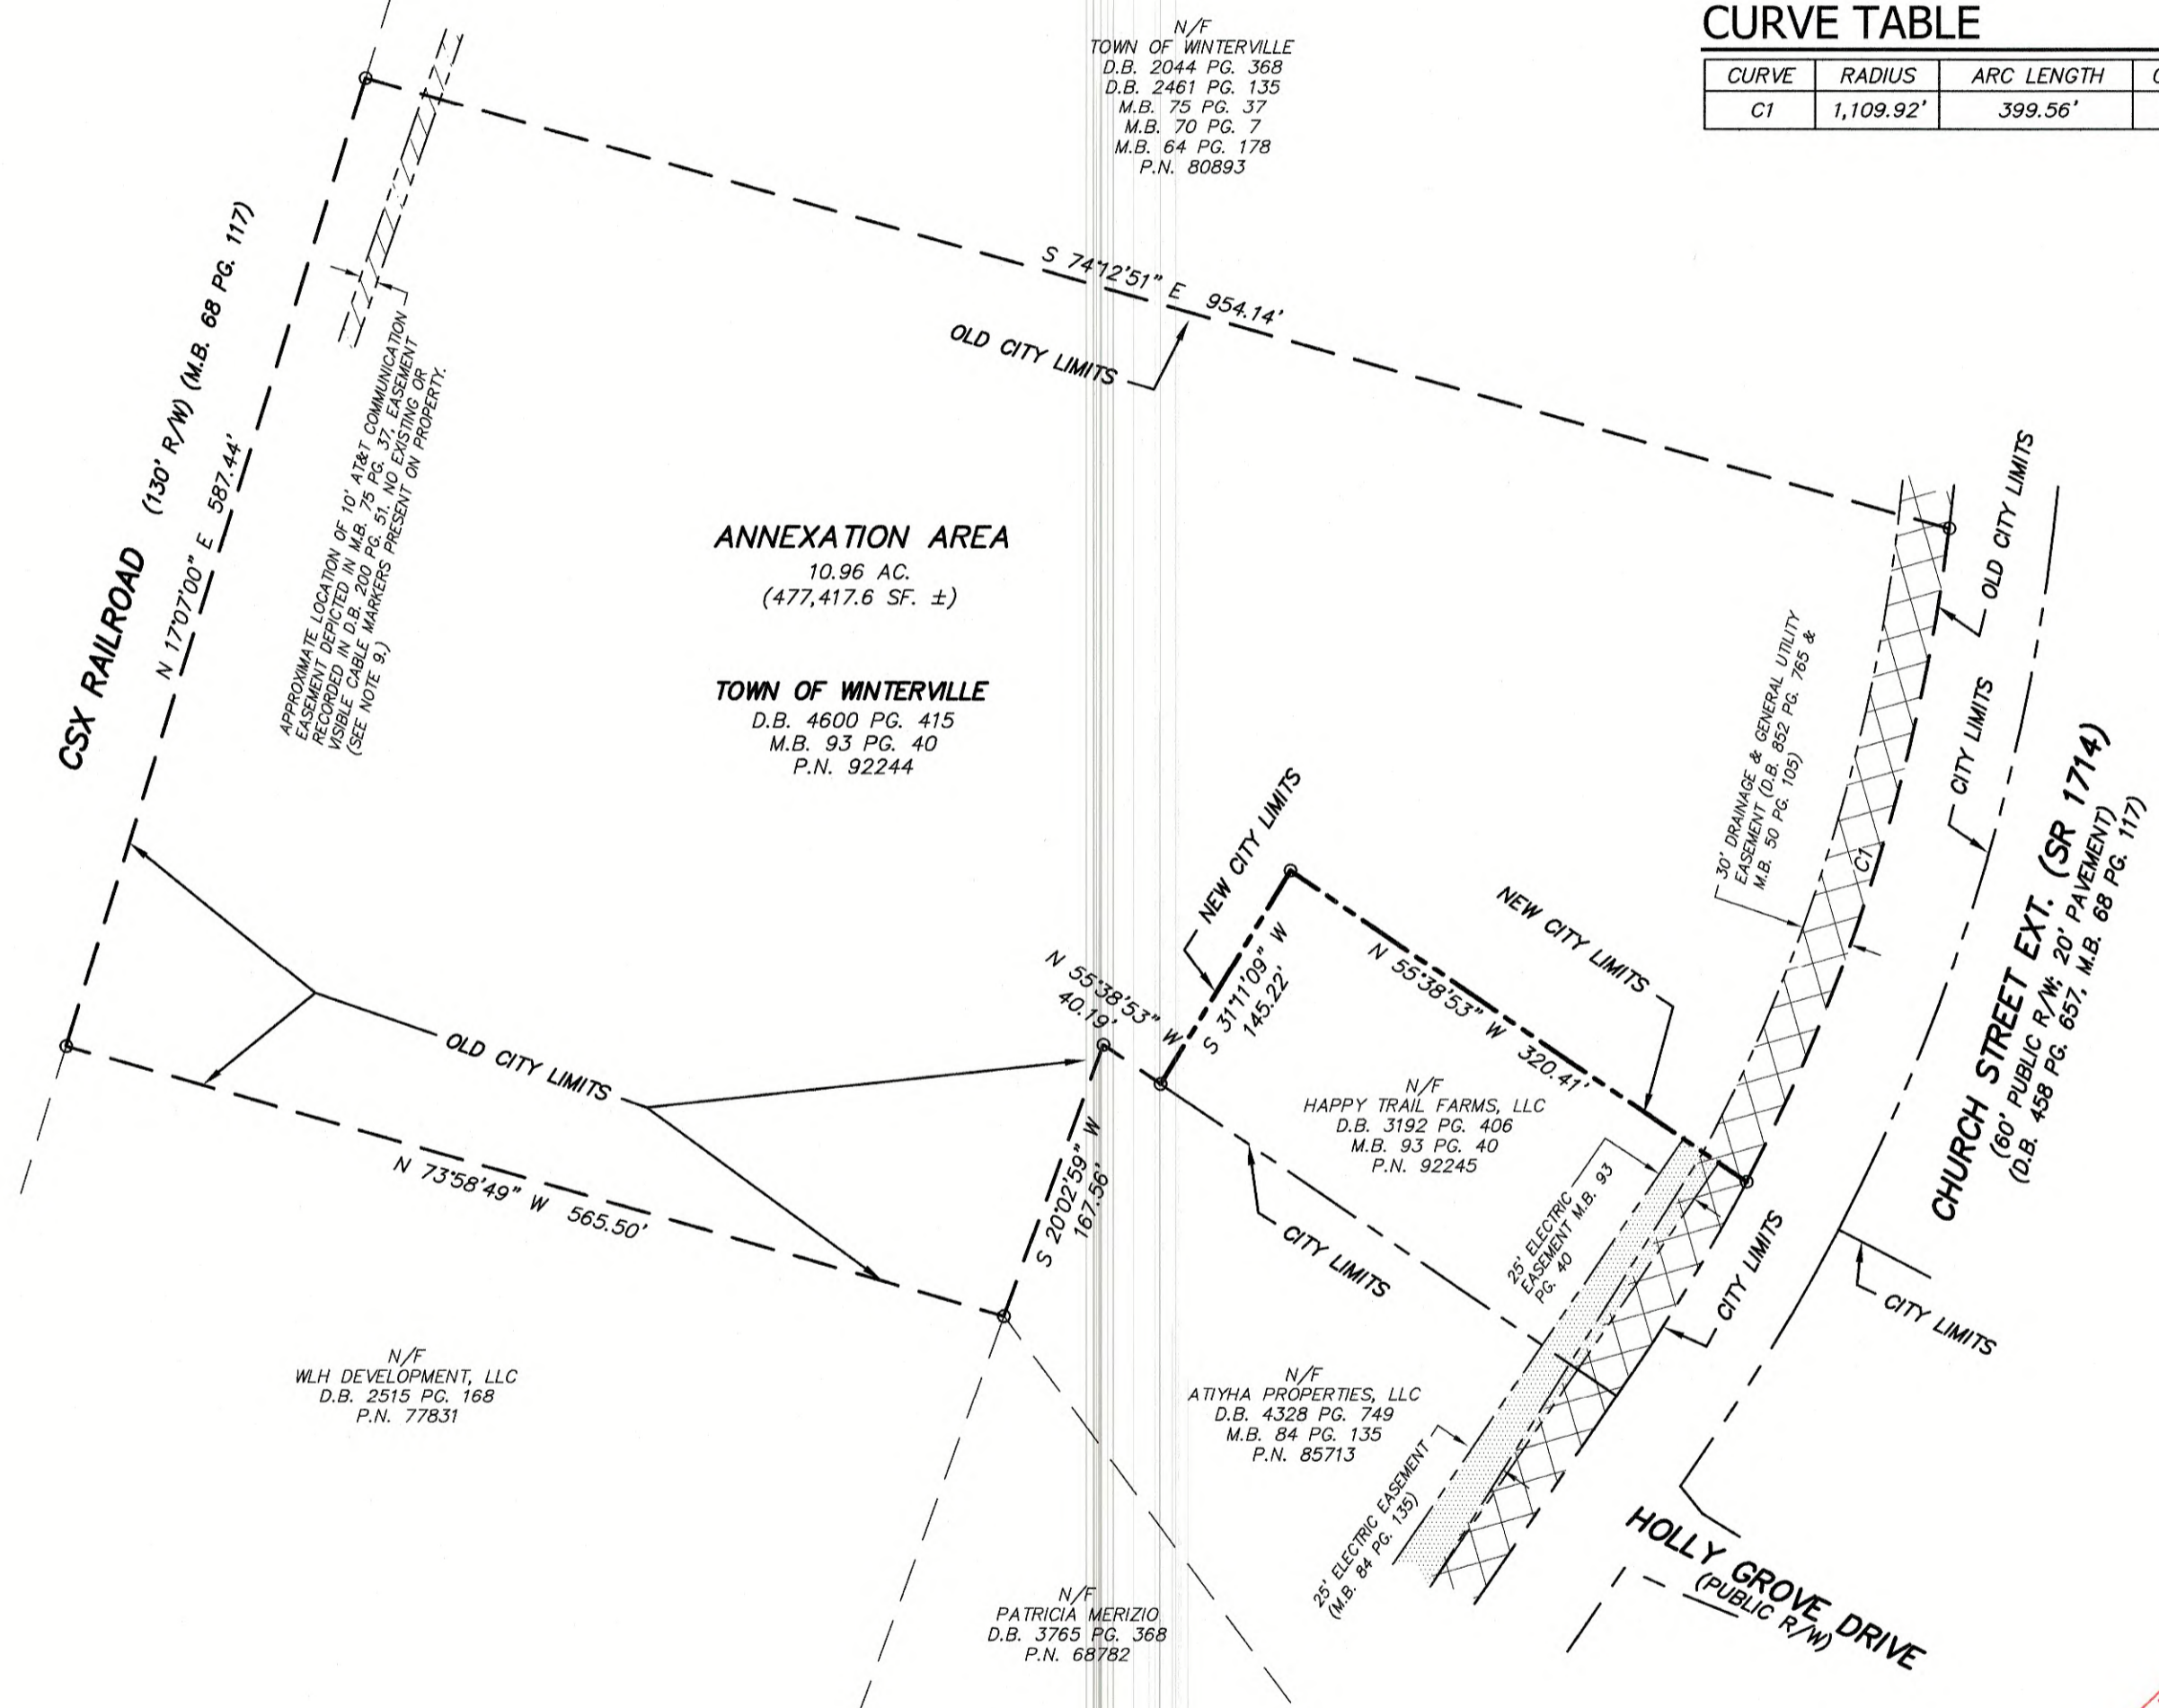 CURVE TABLE
CURVE RADIUS ARC LENGTH
C1 1,109.92' 399.56'
N/F
TOWN OF WINTERVILLE
D.B. 2044 PG. 368
D.B. 2461 PG. 135
M.B. 75 PG. 37
M.B. 70 PG. 7
M.B. 64 PG. 178
P.N. 80893
S 74°12'51" E 954.14'
OLD CITY LIMITS
CSX RAILROAD (130' R/W) (M.B. 68 PG. 117)
N 17°07'00" E 587.44'
APPROXIMATE LOCATION OF 10' AT&T COMMUNICATION
EASEMENT DEPICTED IN M.B. 75 PG. 37, EASEMENT
RECORDED IN D.B. 200 PG. 51. NO EXISTING OR
VISIBLE CABLE MARKERS PRESENT ON PROPERTY.
(SEE NOTE 9.)
ANNEXATION AREA
10.96 AC.
(477,417.6 SF. ±)
TOWN OF WINTERVILLE
D.B. 4600 PG. 415
M.B. 93 PG. 40
P.N. 92244
OLD CITY LIMITS
CITY LIMITS
30' DRAINAGE & GENERAL UTILITY
EASEMENT (D.B. 852 PG. 765 &
M.B. 50 PG. 105)
C1
CHURCH STREET EXT. (SR 1714)
(60' PUBLIC R/W; 20' PAVEMENT)
(D.B. 458 PG. 657, M.B. 68 PG. 117)
NEW CITY LIMITS
S 31°11'09" W
145.22'
NEW CITY LIMITS
N 55°38'53" W 320.41'
N 55°38'53" W
40.19'
OLD CITY LIMITS
N 73°58'49" W 565.50'
S 20°02'59" W
167.56'
N/F
HAPPY TRAIL FARMS, LLC
D.B. 3192 PG. 406
M.B. 93 PG. 40
P.N. 92245
25' ELECTRIC
EASEMENT M.B. 93
PG. 40
CITY LIMITS
CITY LIMITS
CITY LIMITS
N/F
WLH DEVELOPMENT, LLC
D.B. 2515 PG. 168
P.N. 77831
N/F
ATIYHA PROPERTIES, LLC
D.B. 4328 PG. 749
M.B. 84 PG. 135
P.N. 85713
25' ELECTRIC EASEMENT
(M.B. 84 PG. 135)
HOLLY GROVE DRIVE
(PUBLIC R/W)
N/F
PATRICIA MERIZIO
D.B. 3765 PG. 368
P.N. 68782